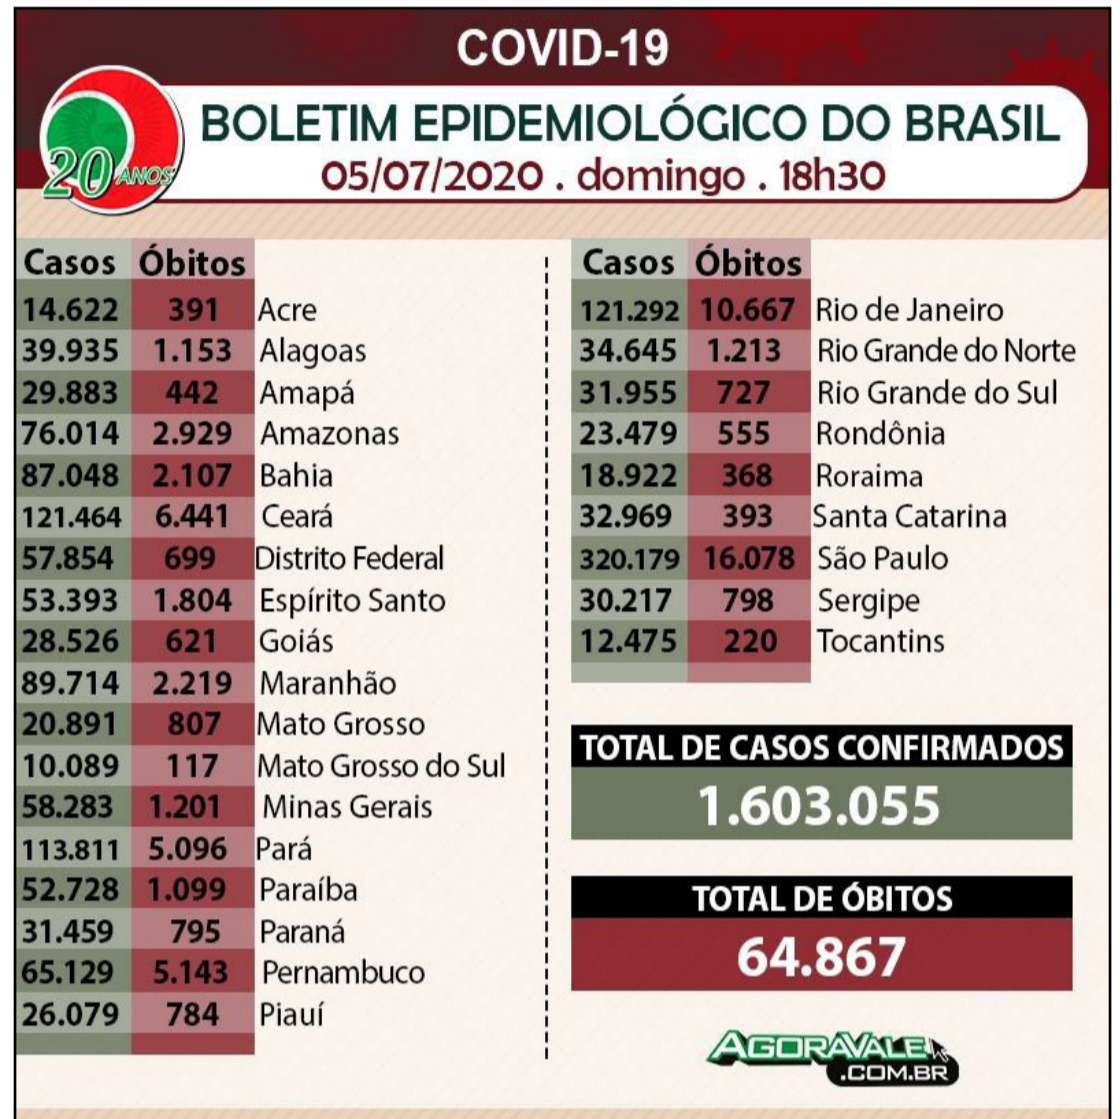 COVID-19
20 ANOS
BOLETIM EPIDEMIOLÓGICO DO BRASIL
05/07/2020 . domingo . 18h30
Casos Óbitos
14.622 391 Acre
39.935 1.153 Alagoas
29.883 442 Amapá
76.014 2.929 Amazonas
87.048 2.107 Bahia
121.464 6.441 Ceará
57.854 699 Distrito Federal
53.393 1.804 Espírito Santo
28.526 621 Goiás
89.714 2.219 Maranhão
20.891 807 Mato Grosso
10.089 117 Mato Grosso do Sul
58.283 1.201 Minas Gerais
113.811 5.096 Pará
52.728 1.099 Paraíba
31.459 795 Paraná
65.129 5.143 Pernambuco
26.079 784 Piauí
Casos Óbitos
121.292 10.667 Rio de Janeiro
34.645 1.213 Rio Grande do Norte
31.955 727 Rio Grande do Sul
23.479 555 Rondônia
18.922 368 Roraima
32.969 393 Santa Catarina
320.179 16.078 São Paulo
30.217 798 Sergipe
12.475 220 Tocantins
TOTAL DE CASOS CONFIRMADOS
1.603.055
TOTAL DE ÓBITOS
64.867
AGORAVALE
.COM.BR